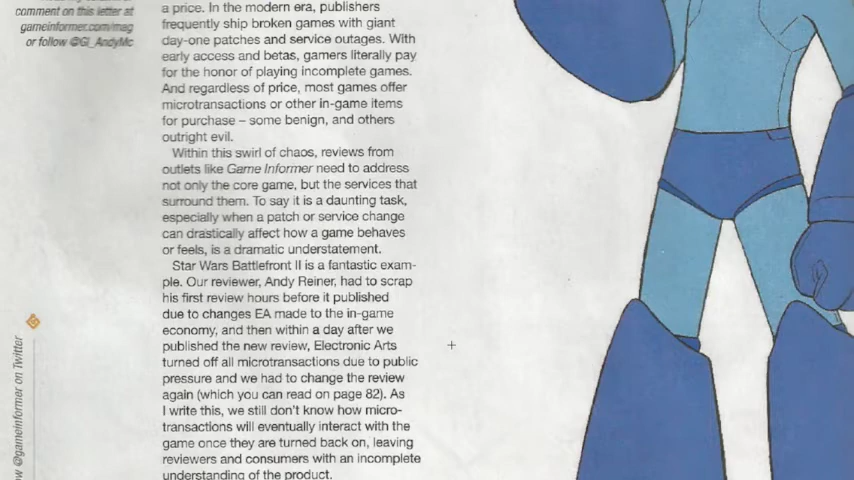 comment on this letter at
gameinformer.com/mag
or follow @GI_AndyMc
a price. In the modern era, publishers
frequently ship broken games with giant
day-one patches and service outages. With
early access and betas, gamers literally pay
for the honor of playing incomplete games.
And regardless of price, most games offer
microtransactions or other in-game items
for purchase – some benign, and others
outright evil.
Within this swirl of chaos, reviews from
outlets like Game Informer need to address
not only the core game, but the services that
surround them. To say it is a daunting task,
especially when a patch or service change
can drastically affect how a game behaves
or feels, is a dramatic understatement.
Star Wars Battlefront II is a fantastic exam-
ple. Our reviewer, Andy Reiner, had to scrap
his first review hours before it published
due to changes EA made to the in-game
economy, and then within a day after we
published the new review, Electronic Arts
turned off all microtransactions due to public
pressure and we had to change the review
again (which you can read on page 82). As
I write this, we still don't know how micro-
transactions will eventually interact with the
game once they are turned back on, leaving
reviewers and consumers with an incomplete
understanding of the product.
@gameinformer on Twitter